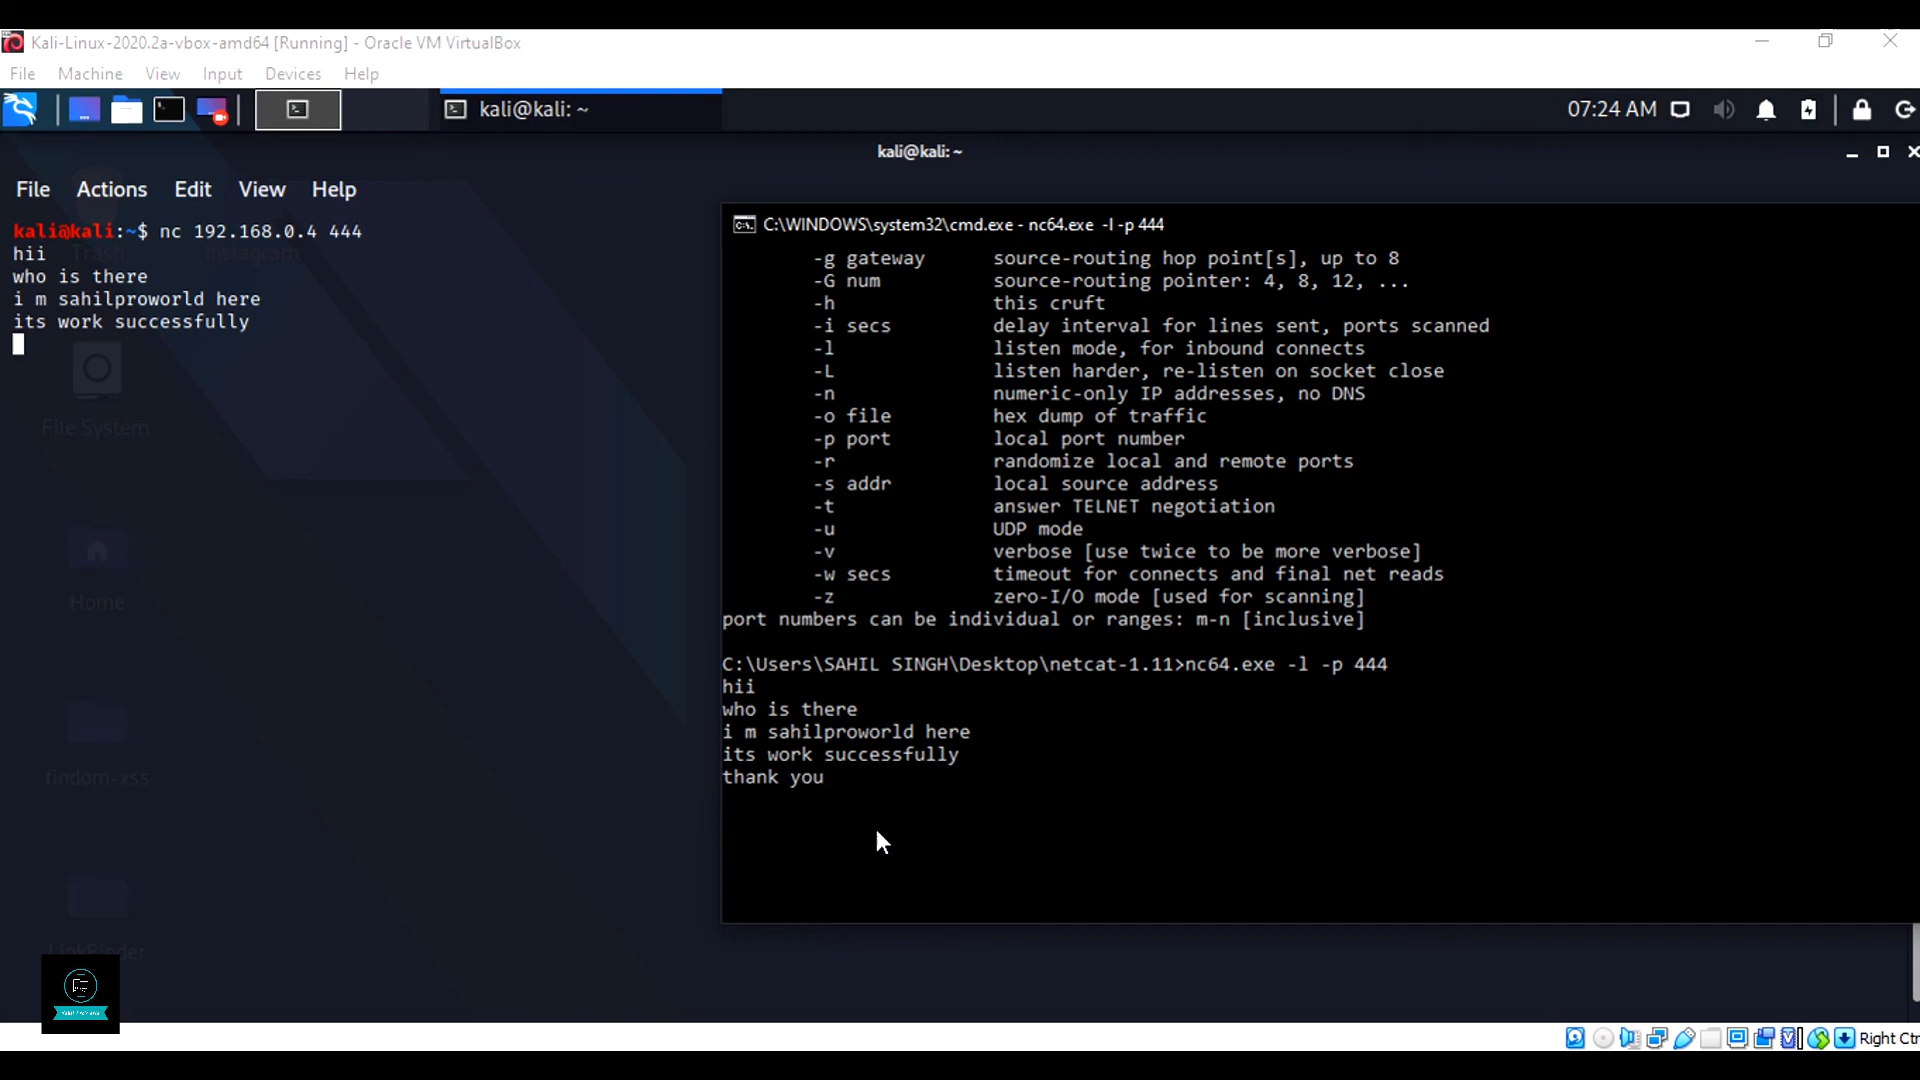 Kali-Linux-2020.2a-vbox-amd64 [Running] - Oracle VM VirtualBox
File Machine View Input Devices Help
kali@kali: ~
07:24 AM
kali@kali: ~
File Actions Edit View Help
kali@kali:~$ nc 192.168.0.4 444
hii
who is there
i m sahilproworld here
its work successfully
Trash
File System
Home
findom-xss
LinkFinder
C:\WINDOWS\system32\cmd.exe - nc64.exe -l -p 444
-g gateway source-routing hop point[s], up to 8
-G num source-routing pointer: 4, 8, 12, ...
-h this cruft
-i secs delay interval for lines sent, ports scanned
-l listen mode, for inbound connects
-L listen harder, re-listen on socket close
-n numeric-only IP addresses, no DNS
-o file hex dump of traffic
-p port local port number
-r randomize local and remote ports
-s addr local source address
-t answer TELNET negotiation
-u UDP mode
-v verbose [use twice to be more verbose]
-w secs timeout for connects and final net reads
-z zero-I/O mode [used for scanning]
port numbers can be individual or ranges: m-n [inclusive]
C:\Users\SAHIL SINGH\Desktop\netcat-1.11>nc64.exe -l -p 444
hii
who is there
i m sahilproworld here
its work successfully
thank you
Right Ctr